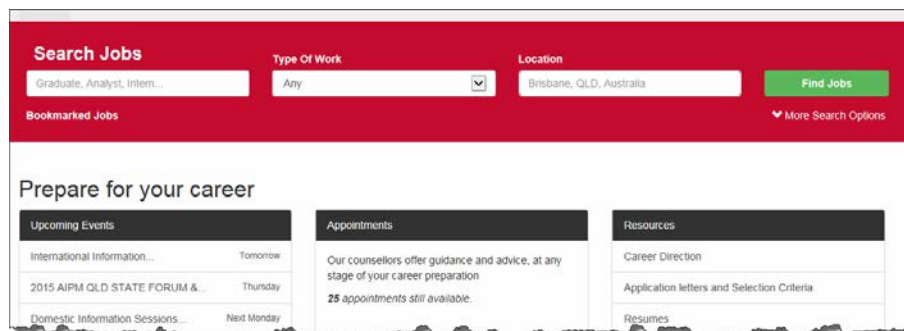 Search Jobs
Type Of Work
Location
Graduate, Analyst, Intern...
Any
Brisbane, QLD, Australia
Find Jobs
Bookmarked Jobs
More Search Options
Prepare for your career
Upcoming Events
International Information...
Tomorrow
2015 AIPM QLD STATE FORUM &...
Thursday
Domestic Information Sessions...
Next Monday
Appointments
Our counsellors offer guidance and advice, at any
stage of your career preparation
25 appointments still available.
Resources
Career Direction
Application letters and Selection Criteria
Resumes